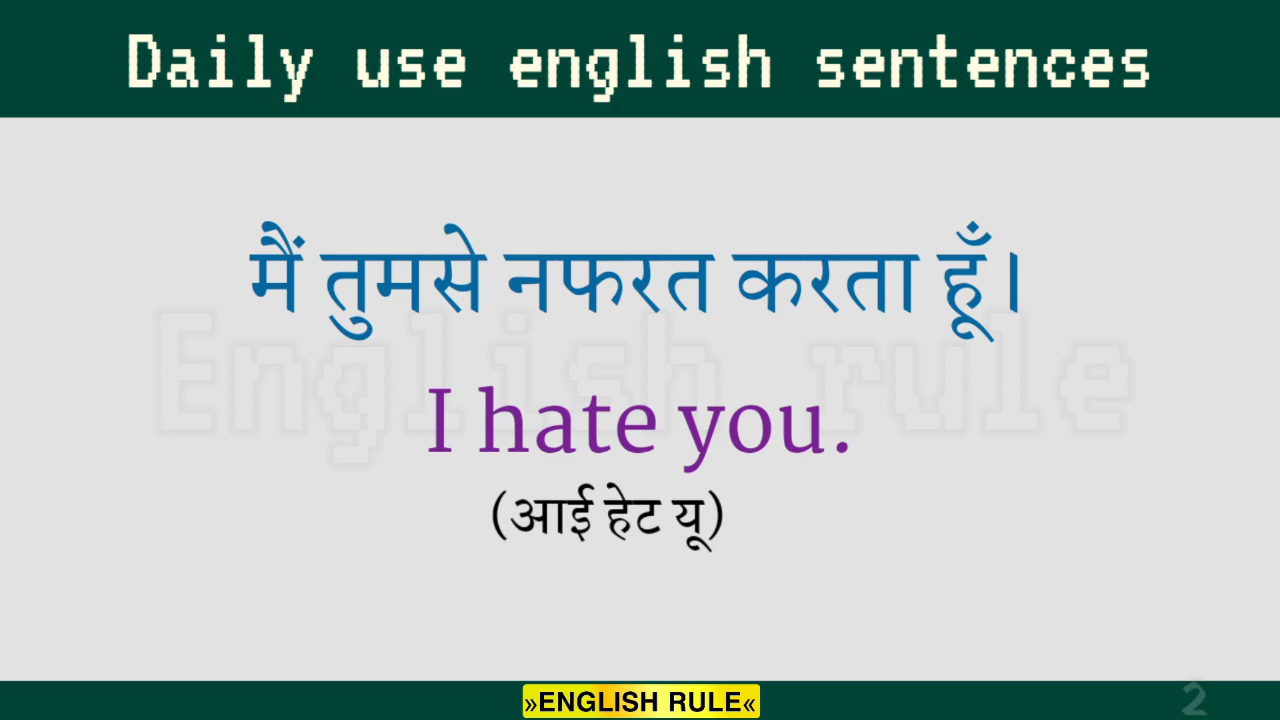 Daily use english sentences
मैं तुमसे नफरत करता हूँ।
English rule
I hate you.
(आई हेट यू)
»ENGLISH RULE«
2